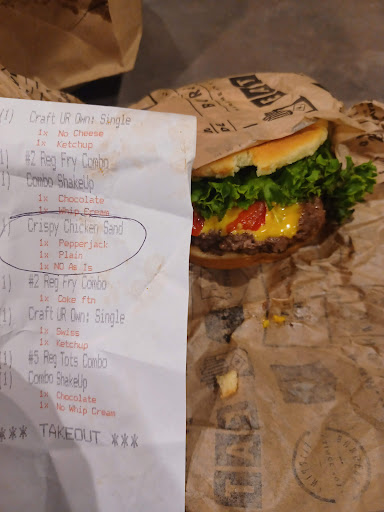 (1) Craft UR Own: Single
1x No Cheese
1x Ketchup
1) #2 Reg Fry Combo
1) Combo ShakeUp
1x Chocolate
1x Whip Cream
1) Crispy Chicken Sand
1x Pepperjack
1x Plain
1x NO As Is
1) #2 Reg Fry Combo
1x Coke ftn
(1) Craft UR Own: Single
1x Swiss
1x Ketchup
(1) #5 Reg Tots Combo
(1) Combo ShakeUp
1x Chocolate
1x No Whip Cream
*** TAKEOUT ***